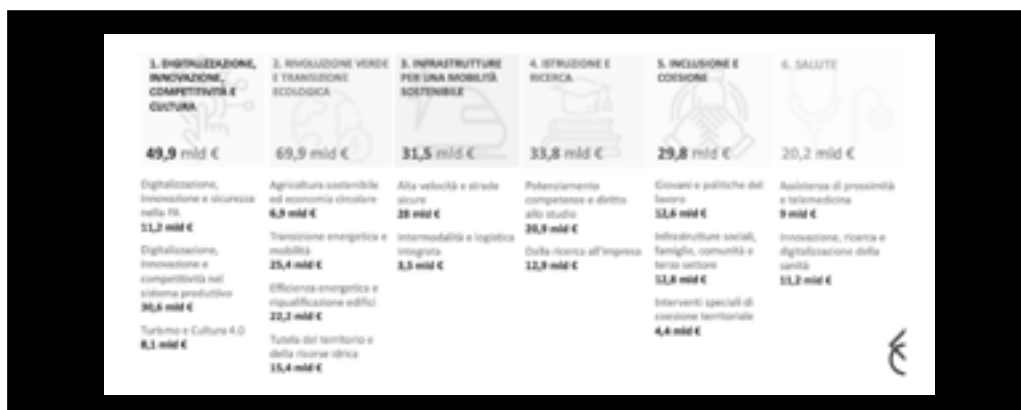 1. DIGITALIZZAZIONE,
INNOVAZIONE,
COMPETITIVITÀ E
CULTURA
49,9 mld €
Digitalizzazione,
Innovazione e sicurezza
nella PA
11,2 mld €
Digitalizzazione,
innovazione e
competitività nel
sistema produttivo
30,6 mld €
Turismo e Cultura 4.0
8,1 mld €
2. RIVOLUZIONE VERDE
E TRANSIZIONE
ECOLOGICA
69,9 mld €
Agricoltura sostenibile
ed economia circolare
6,9 mld €
Transizione energetica e
mobilità
25,4 mld €
Efficienza energetica e
riqualificazione edifici
22,2 mld €
Tutela del territorio e
della risorse idrica
15,4 mld €
3. INFRASTRUTTURE
PER UNA MOBILITÀ
SOSTENIBILE
31,5 mld €
Alta velocità e strade
sicure
28 mld €
Intermodalità e logistica
integrata
3,5 mld €
4. ISTRUZIONE E
RICERCA
33,8 mld €
Potenziamento
competenze e diritto
allo studio
20,9 mld €
Dalla ricerca all'impresa
12,9 mld €
5. INCLUSIONE E
COESIONE
29,8 mld €
Giovani e politiche del
lavoro
12,6 mld €
Infrastrutture sociali,
famiglie, comunità e
terzo settore
12,8 mld €
Interventi speciali di
coesione territoriale
4,4 mld €
6. SALUTE
20,2 mld €
Assistenza di prossimità
e telemedicina
9 mld €
Innovazione, ricerca e
digitalizzazione della
sanità
11,2 mld €